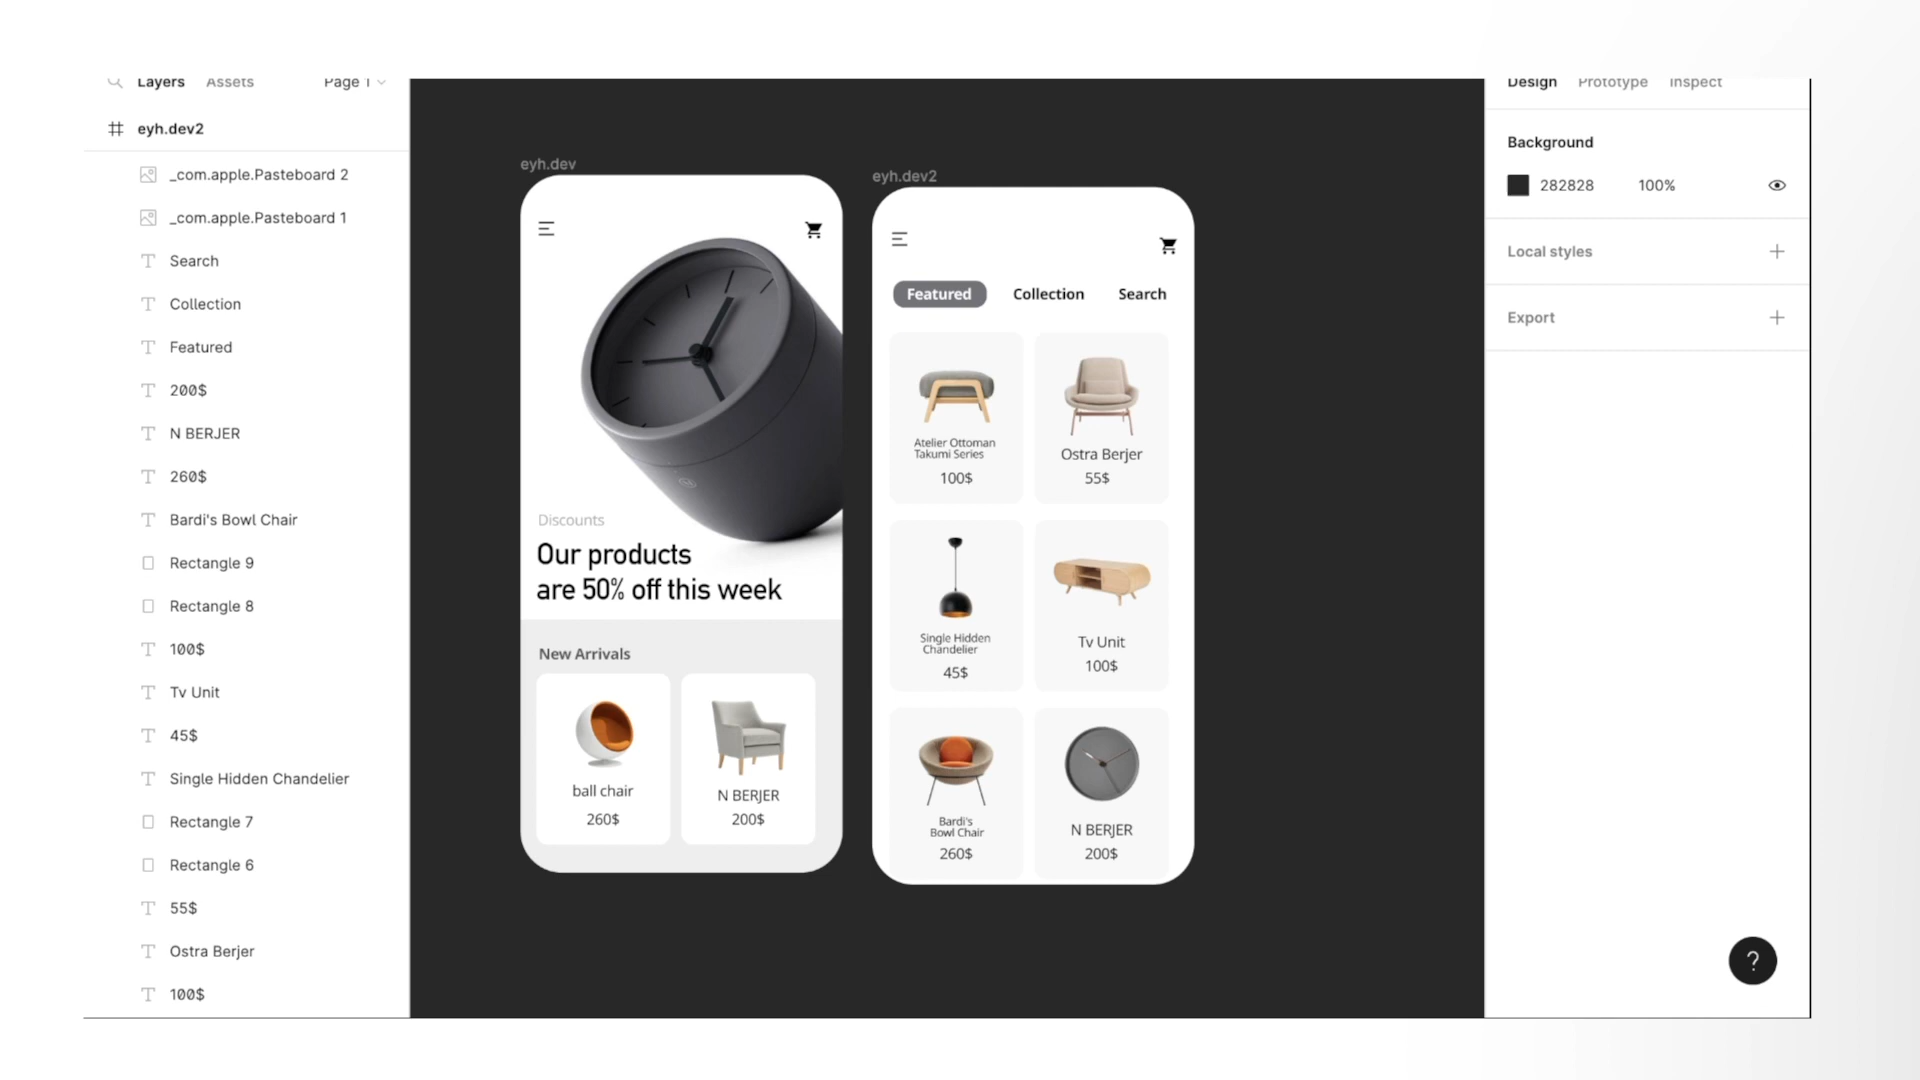 Layers Assets Page 1
eyh.dev2
_com.apple.Pasteboard 2
_com.apple.Pasteboard 1
Search
Collection
Featured
200$
N BERJER
260$
Bardi's Bowl Chair
Rectangle 9
Rectangle 8
100$
Tv Unit
45$
Single Hidden Chandelier
Rectangle 7
Rectangle 6
55$
Ostra Berjer
100$
eyh.dev
Discounts
Our products
are 50% off this week
New Arrivals
ball chair
260$
N BERJER
200$
eyh.dev2
Featured Collection Search
Atelier Ottoman
Takumi Series
100$
Ostra Berjer
55$
Single Hidden
Chandelier
45$
Tv Unit
100$
Bardi's
Bowl Chair
260$
N BERJER
200$
Design Prototype Inspect
Background
282828 100%
Local styles
Export
?